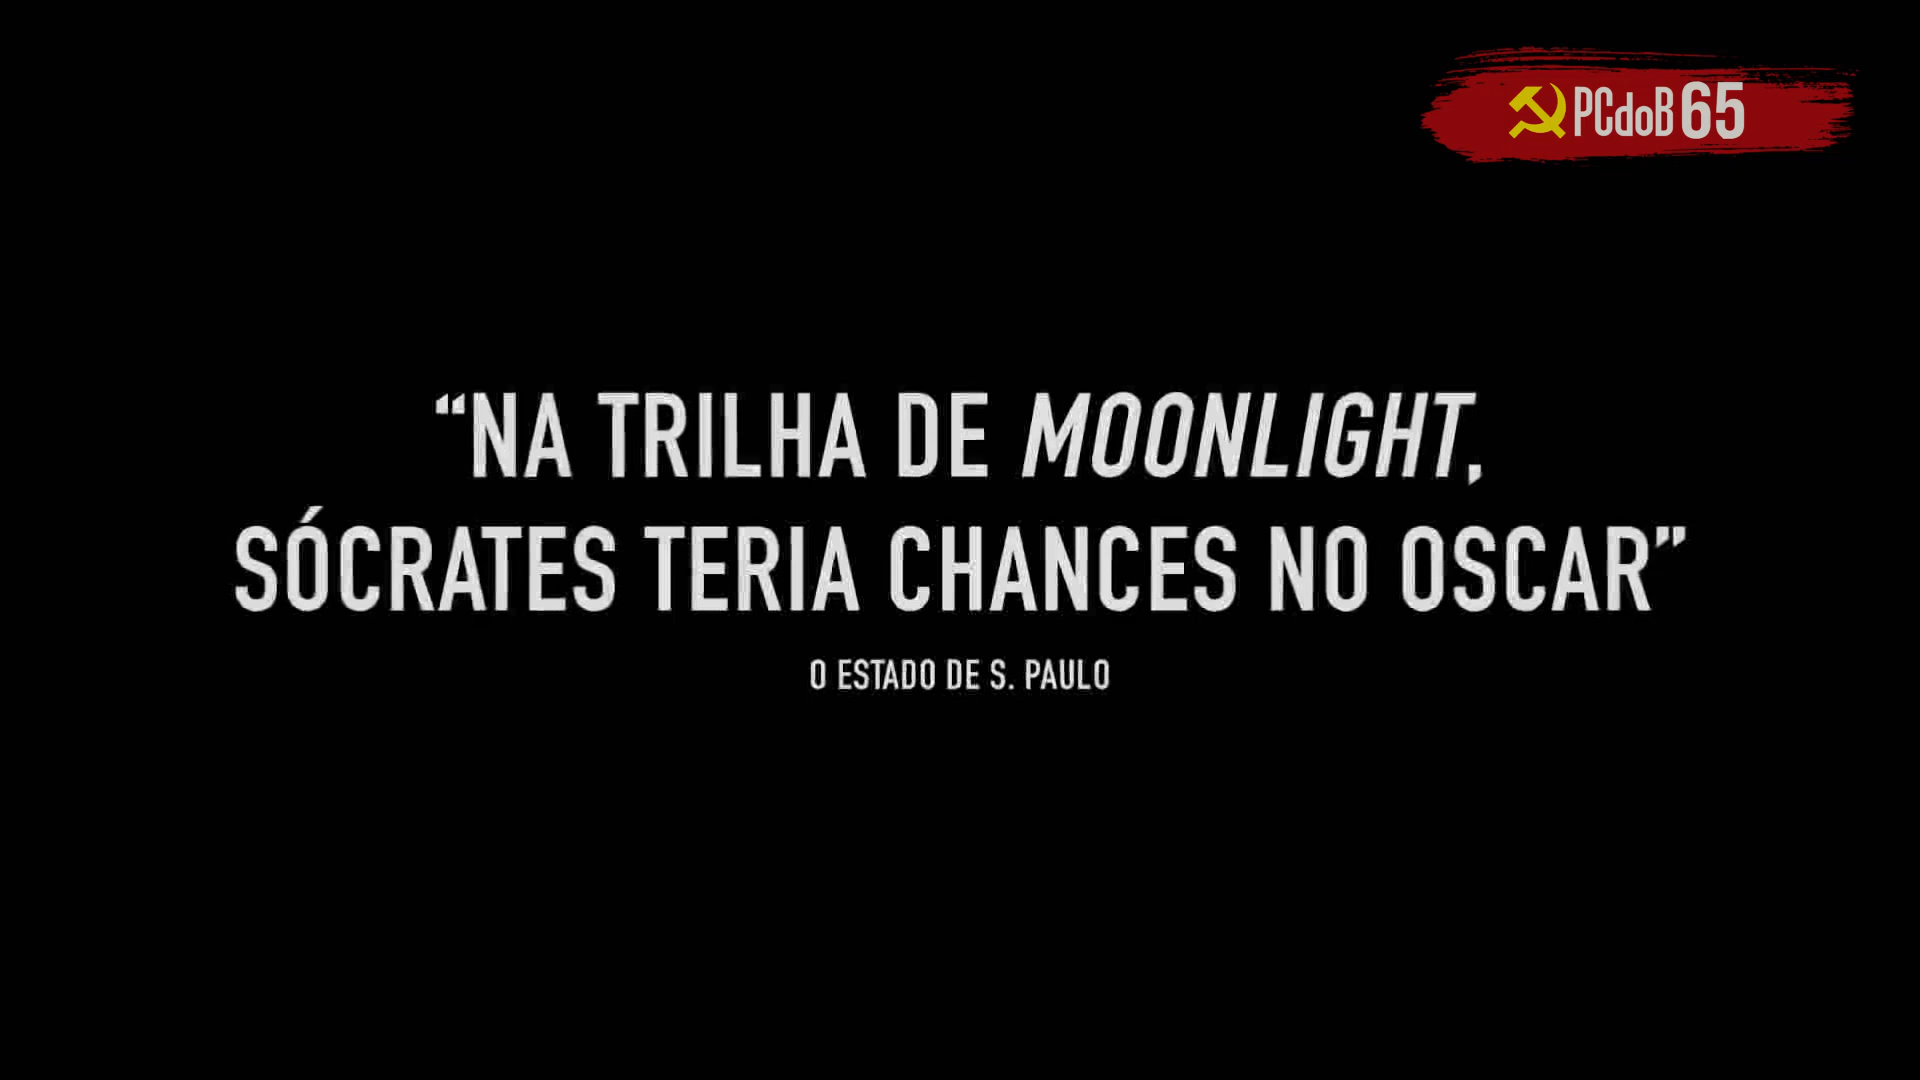 PCdoB 65
“NA TRILHA DE MOONLIGHT,
SÓCRATES TERIA CHANCES NO OSCAR”
O ESTADO DE S. PAULO